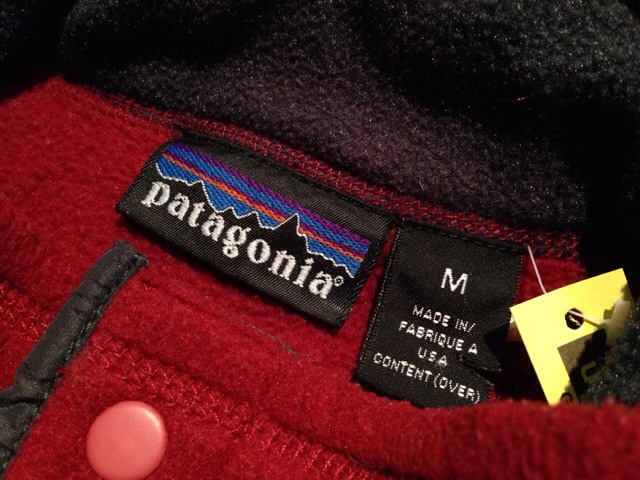 patagonia®
M
MADE IN/
FABRIQUE A
USA
CONTENT (OVER)